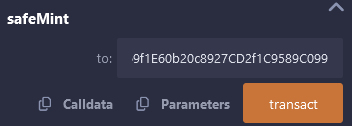 safeMint
to: 9f1E60b20c8927CD2f1C9589C099
Calldata Parameters transact